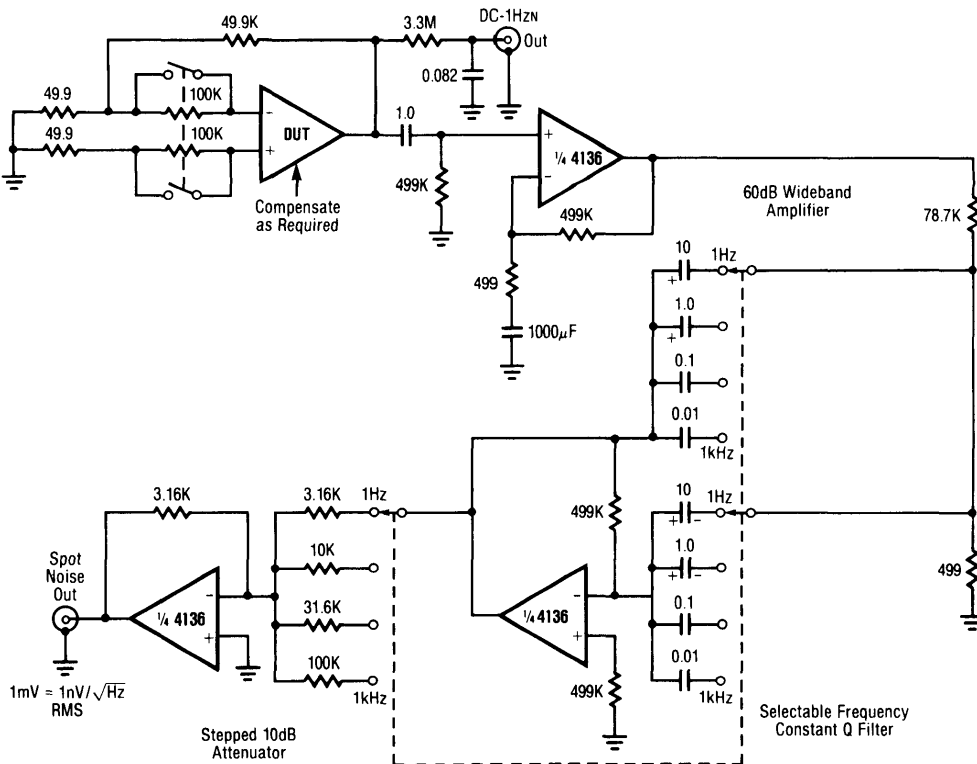 49.9K
3.3M
DC-1HzN
Out
0.082
49.9
100K
-
DUT
+
49.9
100K
1.0
499K
Compensate
as Required
+
¼ 4136
-
499K
499
1000µF
60dB Wideband
Amplifier
78.7K
10
1Hz
+
1.0
+
0.1
0.01
1kHz
3.16K
3.16K
1Hz
499K
10
1Hz
+ -
10K
1.0
+ -
Spot
Noise
Out
¼ 4136
-
+
31.6K
¼ 4136
-
+
0.1
499
100K
1kHz
499K
0.01
1kHz
1mV = 1nV/√Hz
RMS
Stepped 10dB
Attenuator
Selectable Frequency
Constant Q Filter